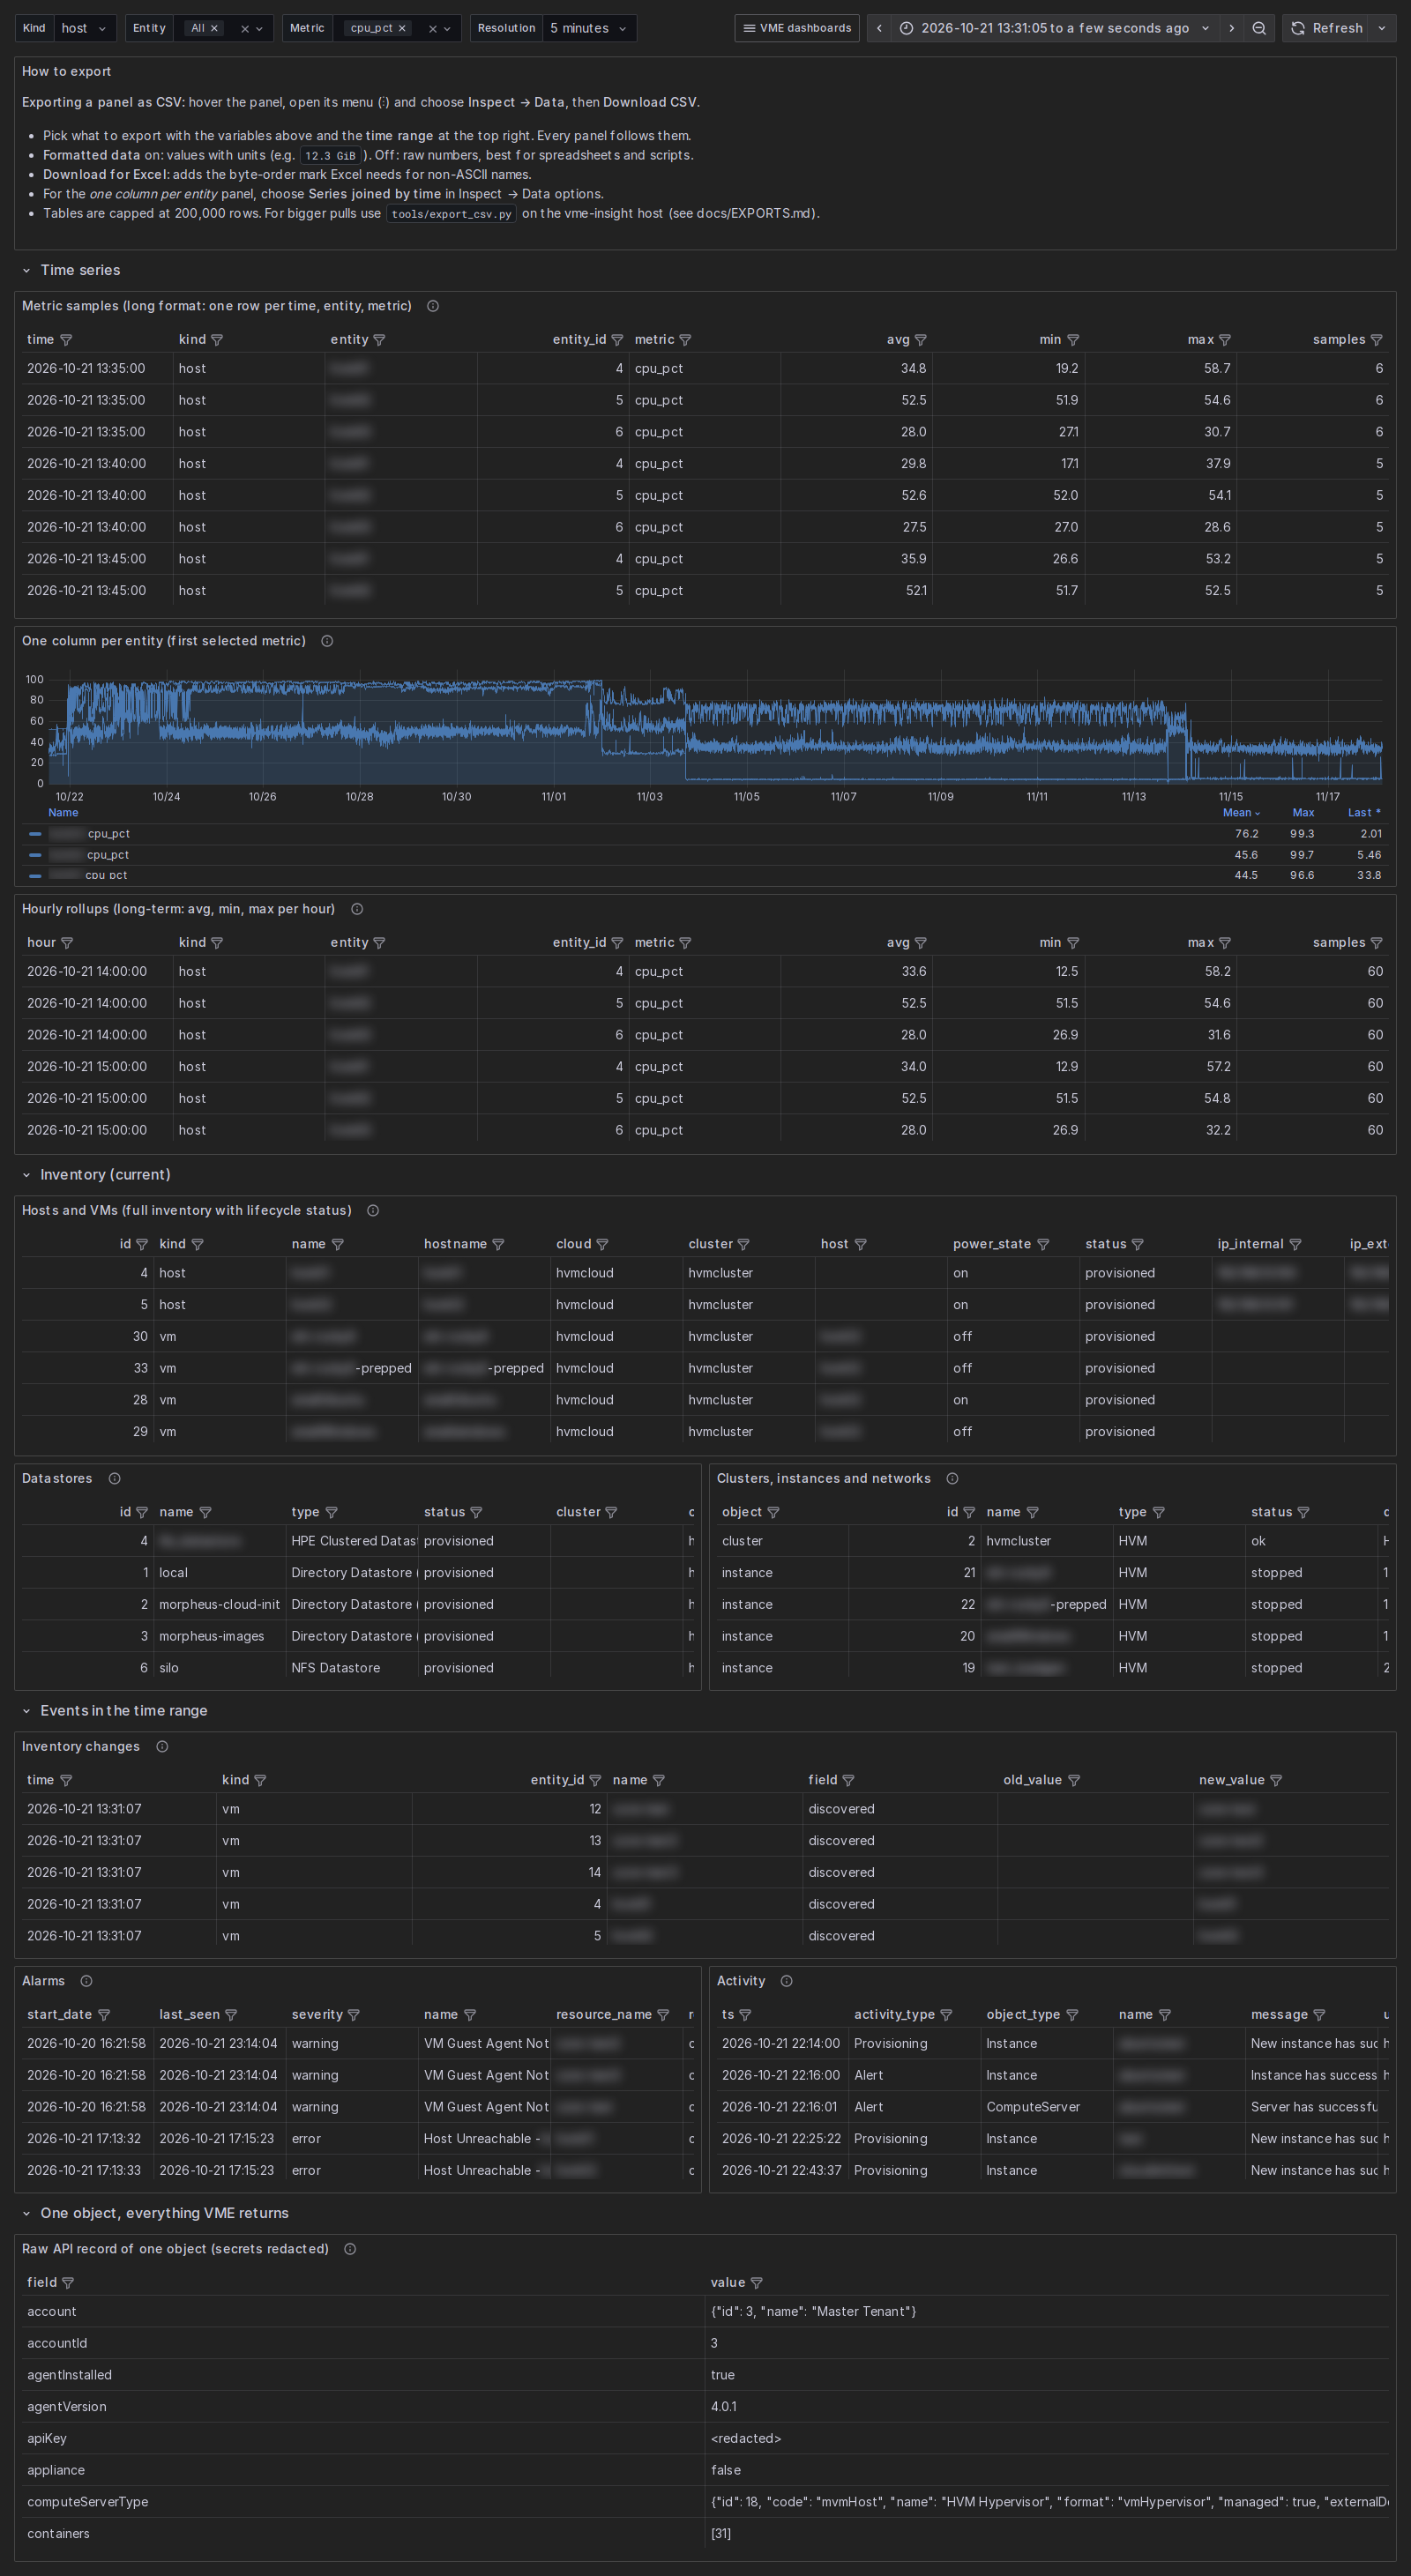 Kind host Entity All × × Metric cpu_pct × × Resolution 5 minutes VME dashboards 2026-10-21 13:31:05 to a few seconds ago Refresh
How to export
Exporting a panel as CSV: hover the panel, open its menu (⋮) and choose Inspect → Data, then Download CSV.
• Pick what to export with the variables above and the time range at the top right. Every panel follows them.
• Formatted data on: values with units (e.g. 12.3 GiB ). Off: raw numbers, best for spreadsheets and scripts.
• Download for Excel: adds the byte-order mark Excel needs for non-ASCII names.
• For the one column per entity panel, choose Series joined by time in Inspect → Data options.
• Tables are capped at 200,000 rows. For bigger pulls use tools/export_csv.py on the vme-insight host (see docs/EXPORTS.md).
Time series
Metric samples (long format: one row per time, entity, metric)
time kind entity entity_id metric avg min max samples
2026-10-21 13:35:00 host 4 cpu_pct 34.8 19.2 58.7 6
2026-10-21 13:35:00 host 5 cpu_pct 52.5 51.9 54.6 6
2026-10-21 13:35:00 host 6 cpu_pct 28.0 27.1 30.7 6
2026-10-21 13:40:00 host 4 cpu_pct 29.8 17.1 37.9 5
2026-10-21 13:40:00 host 5 cpu_pct 52.6 52.0 54.1 5
2026-10-21 13:40:00 host 6 cpu_pct 27.5 27.0 28.6 5
2026-10-21 13:45:00 host 4 cpu_pct 35.9 26.6 53.2 5
2026-10-21 13:45:00 host 5 cpu_pct 52.1 51.7 52.5 5
One column per entity (first selected metric)
100
80
60
40
20
0
10/22 10/24 10/26 10/28 10/30 11/01 11/03 11/05 11/07 11/09 11/11 11/13 11/15 11/17
Name Mean Max Last *
cpu_pct 76.2 99.3 2.01
cpu_pct 45.6 99.7 5.46
cpu_pct 44.5 96.6 33.8
Hourly rollups (long-term: avg, min, max per hour)
hour kind entity entity_id metric avg min max samples
2026-10-21 14:00:00 host 4 cpu_pct 33.6 12.5 58.2 60
2026-10-21 14:00:00 host 5 cpu_pct 52.5 51.5 54.6 60
2026-10-21 14:00:00 host 6 cpu_pct 28.0 26.9 31.6 60
2026-10-21 15:00:00 host 4 cpu_pct 34.0 12.9 57.2 60
2026-10-21 15:00:00 host 5 cpu_pct 52.5 51.5 54.8 60
2026-10-21 15:00:00 host 6 cpu_pct 28.0 26.9 32.2 60
Inventory (current)
Hosts and VMs (full inventory with lifecycle status)
id kind name hostname cloud cluster host power_state status ip_internal ip_ext
4 host hvmcloud hvmcluster on provisioned
5 host hvmcloud hvmcluster on provisioned
30 vm hvmcloud hvmcluster off provisioned
33 vm -prepped -prepped hvmcloud hvmcluster off provisioned
28 vm hvmcloud hvmcluster on provisioned
29 vm hvmcloud hvmcluster off provisioned
Datastores
id name type status cluster c
4 HPE Clustered Datast provisioned h
1 local Directory Datastore ( provisioned h
2 morpheus-cloud-init Directory Datastore ( provisioned h
3 morpheus-images Directory Datastore ( provisioned h
6 silo NFS Datastore provisioned h
Clusters, instances and networks
object id name type status d
cluster 2 hvmcluster HVM ok H
instance 21 HVM stopped 1
instance 22 -prepped HVM stopped 1
instance 20 HVM stopped 1
instance 19 HVM stopped 2
Events in the time range
Inventory changes
time kind entity_id name field old_value new_value
2026-10-21 13:31:07 vm 12 discovered
2026-10-21 13:31:07 vm 13 discovered
2026-10-21 13:31:07 vm 14 discovered
2026-10-21 13:31:07 vm 4 discovered
2026-10-21 13:31:07 vm 5 discovered
Alarms
start_date last_seen severity name resource_name r
2026-10-20 16:21:58 2026-10-21 23:14:04 warning VM Guest Agent Not c
2026-10-20 16:21:58 2026-10-21 23:14:04 warning VM Guest Agent Not c
2026-10-20 16:21:58 2026-10-21 23:14:04 warning VM Guest Agent Not c
2026-10-21 17:13:32 2026-10-21 17:15:23 error Host Unreachable - c
2026-10-21 17:13:33 2026-10-21 17:15:23 error Host Unreachable - c
Activity
ts activity_type object_type name message u
2026-10-21 22:14:00 Provisioning Instance New instance has suc h
2026-10-21 22:16:00 Alert Instance Instance has success h
2026-10-21 22:16:01 Alert ComputeServer Server has successfu h
2026-10-21 22:25:22 Provisioning Instance New instance has suc h
2026-10-21 22:43:37 Provisioning Instance New instance has suc h
One object, everything VME returns
Raw API record of one object (secrets redacted)
field value
account {"id": 3, "name": "Master Tenant"}
accountId 3
agentInstalled true
agentVersion 4.0.1
apiKey <redacted>
appliance false
computeServerType {"id": 18, "code": "mvmHost", "name": "HVM Hypervisor", "format": "vmHypervisor", "managed": true, "externalD
containers [31]